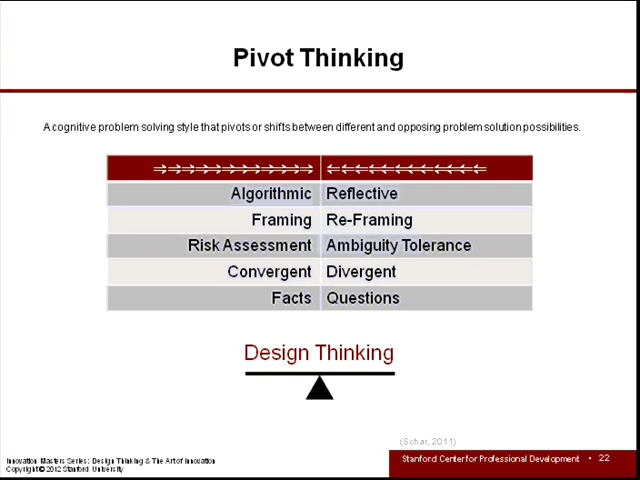 Pivot Thinking
A cognitive problem solving style that pivots or shifts between different and opposing problem solution possibilities.
Algorithmic Reflective
Framing Re-Framing
Risk Assessment Ambiguity Tolerance
Convergent Divergent
Facts Questions
Design Thinking
(Schar, 2011)
Innovation Masters Series: Design Thinking & The Art of Innovation
Copyright © 2012 Stanford University
Stanford Center for Professional Development • 22